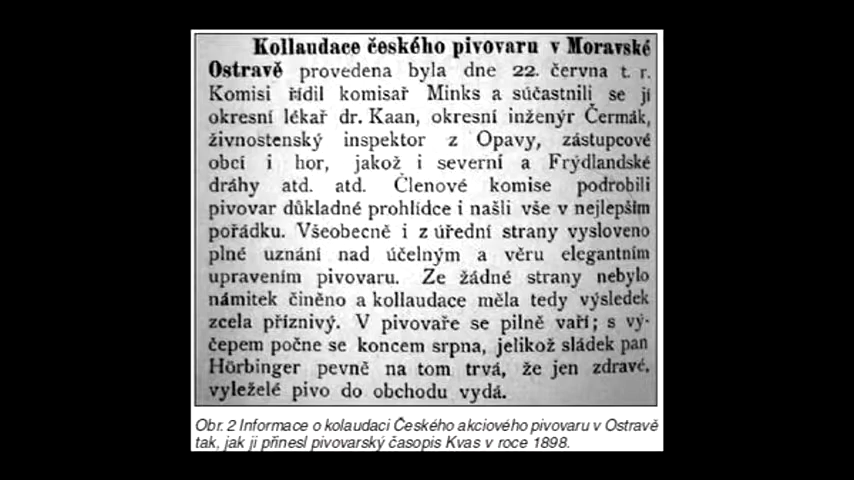 Kollaudace českého pivovaru v Moravské
Ostravě provedena byla dne 22. června t. r.
Komisi řídil komisař Minks a súčastnili se jí
okresní lékař dr. Kaan, okresní inženýr Čermák,
živnostenský inspektor z Opavy, zástupcové
obcí i hor, jakož i severní a Frýdlandské
dráhy atd. atd. Členové komise podrobili
pivovar důkladné prohlídce i našli vše v nejlepším
pořádku. Všeobecně i z úřední strany vysloveno
plné uznání nad účelným a věru elegantním
upravením pivovaru. Ze žádné strany nebylo
námitek činěno a kollaudace měla tedy výsledek
zcela příznivý. V pivovaře se pilně vaří; s vý-
čepem počne se koncem srpna, jelikož sládek pan
Hörbinger pevně na tom trvá, že jen zdravé,
vyleželé pivo do obchodu vydá.
Obr. 2 Informace o kolaudaci Českého akciového pivovaru v Ostravě
tak, jak ji přinesl pivovarský časopis Kvas v roce 1898.